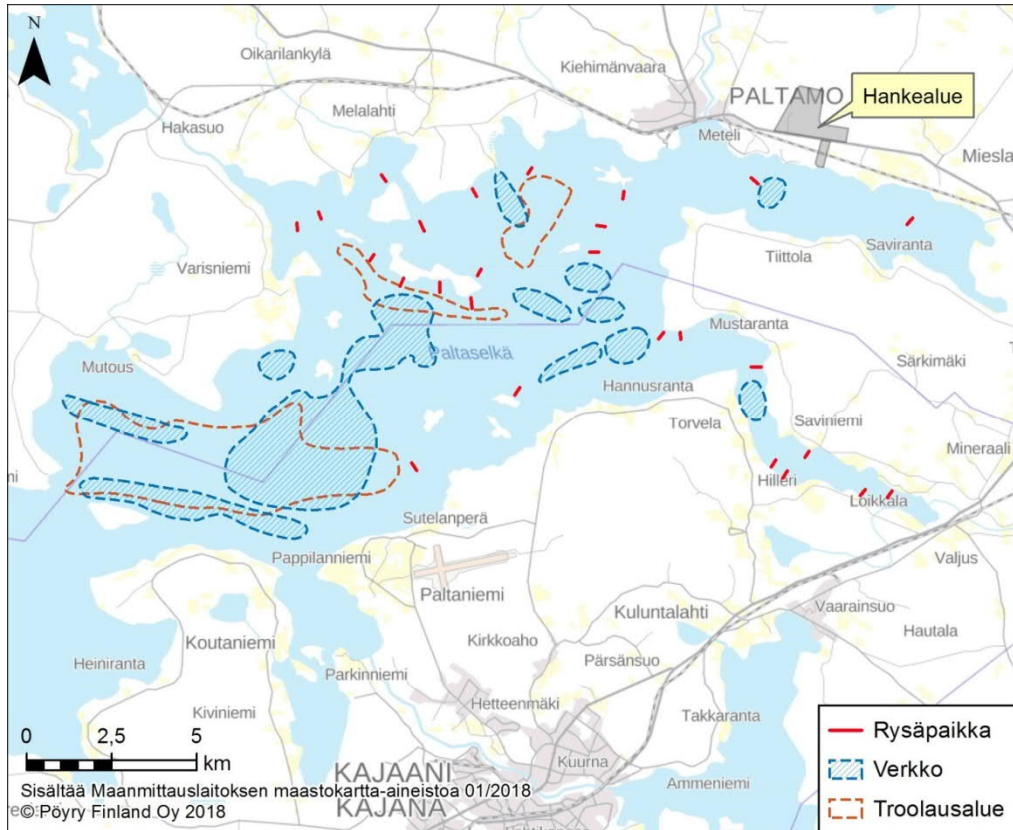 N
Oikarilankylä
Kiehimänvaara
PALTAMO
Hankealue
Melalahti
Hakasuo
Meteli
Miesla
Saviranta
Tiittola
Varisniemi
Mustaranta
Paltaselkä
Särkimäki
Mutous
Hannusranta
Torvela
Saviniemi
Mineraali
Hilleri
Loikkala
Sutelanperä
Pappilanniemi
Valjus
Paltaniemi
Kuluntalahti
Vaarainsuo
Hautala
Koutaniemi
Kirkkoaho
Heiniranta
Pärsänsuo
Parkinniemi
Hetteenmäki
Kiviniemi
Takkaranta
0 2,5 5
km
Kuurna
KAJAANI
Ammeniemi
Sisältää Maanmittauslaitoksen maastokartta-aineistoa 01/2018
KAJANA
© Pöyry Finland Oy 2018
Rysäpaikka
Verkko
Troolausalue